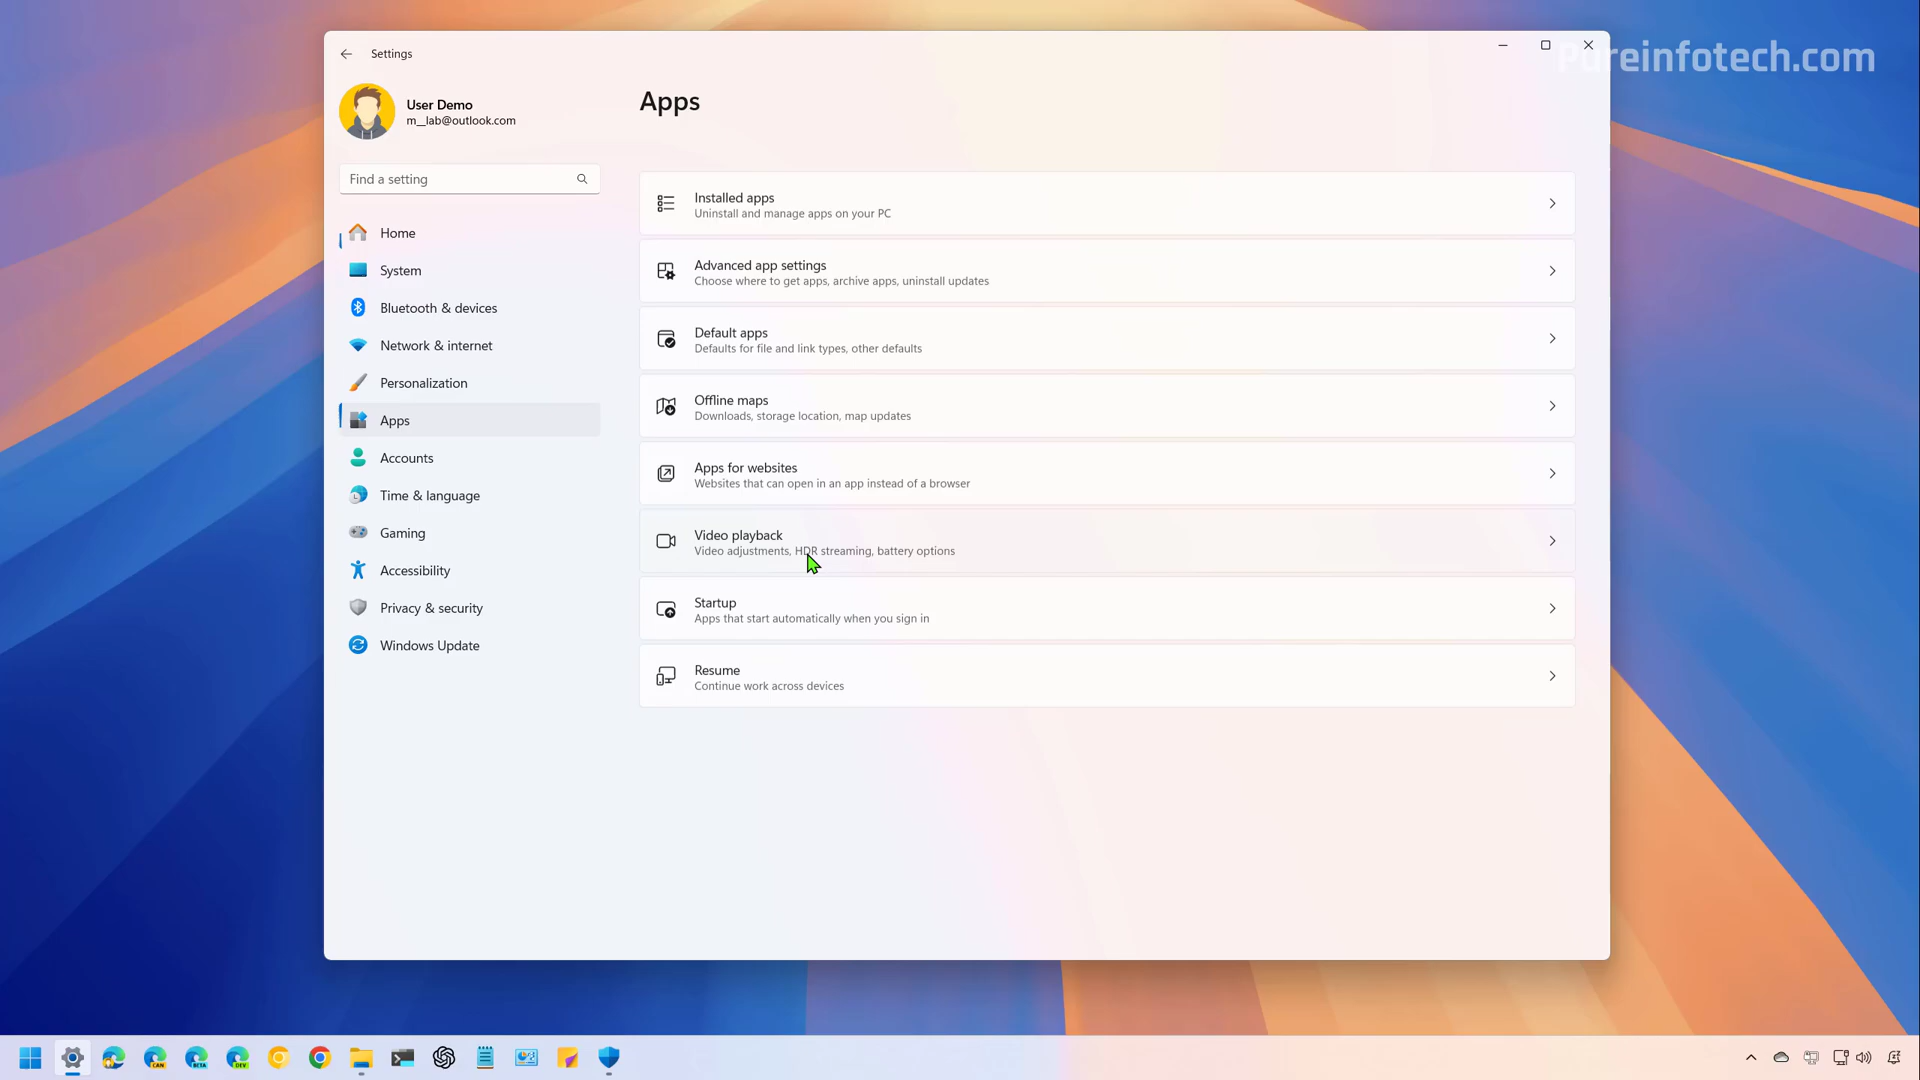 Settings
Pureinfotech.com
User Demo
m__lab@outlook.com
Find a setting
Home
System
Bluetooth & devices
Network & internet
Personalization
Apps
Accounts
Time & language
Gaming
Accessibility
Privacy & security
Windows Update
Apps
Installed apps
Uninstall and manage apps on your PC
Advanced app settings
Choose where to get apps, archive apps, uninstall updates
Default apps
Defaults for file and link types, other defaults
Offline maps
Downloads, storage location, map updates
Apps for websites
Websites that can open in an app instead of a browser
Video playback
Video adjustments, HDR streaming, battery options
Startup
Apps that start automatically when you sign in
Resume
Continue work across devices
CAN
BETA
DEV